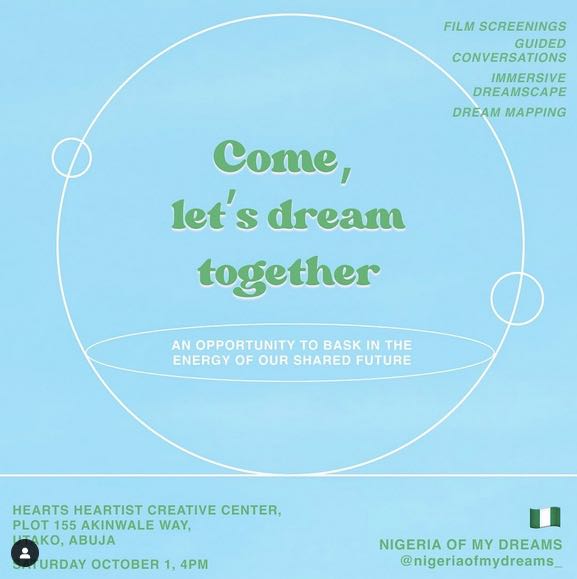 FILM SCREENINGS
GUIDED
CONVERSATIONS
IMMERSIVE
DREAMSCAPE
DREAM MAPPING
Come,
let's dream
together
AN OPPORTUNITY TO BASK IN THE
ENERGY OF OUR SHARED FUTURE
HEARTS HEARTIST CREATIVE CENTER,
PLOT 155 AKINWALE WAY,
UTAKO, ABUJA
SATURDAY OCTOBER 1, 4PM
NIGERIA OF MY DREAMS
@nigeriaofmydreams_